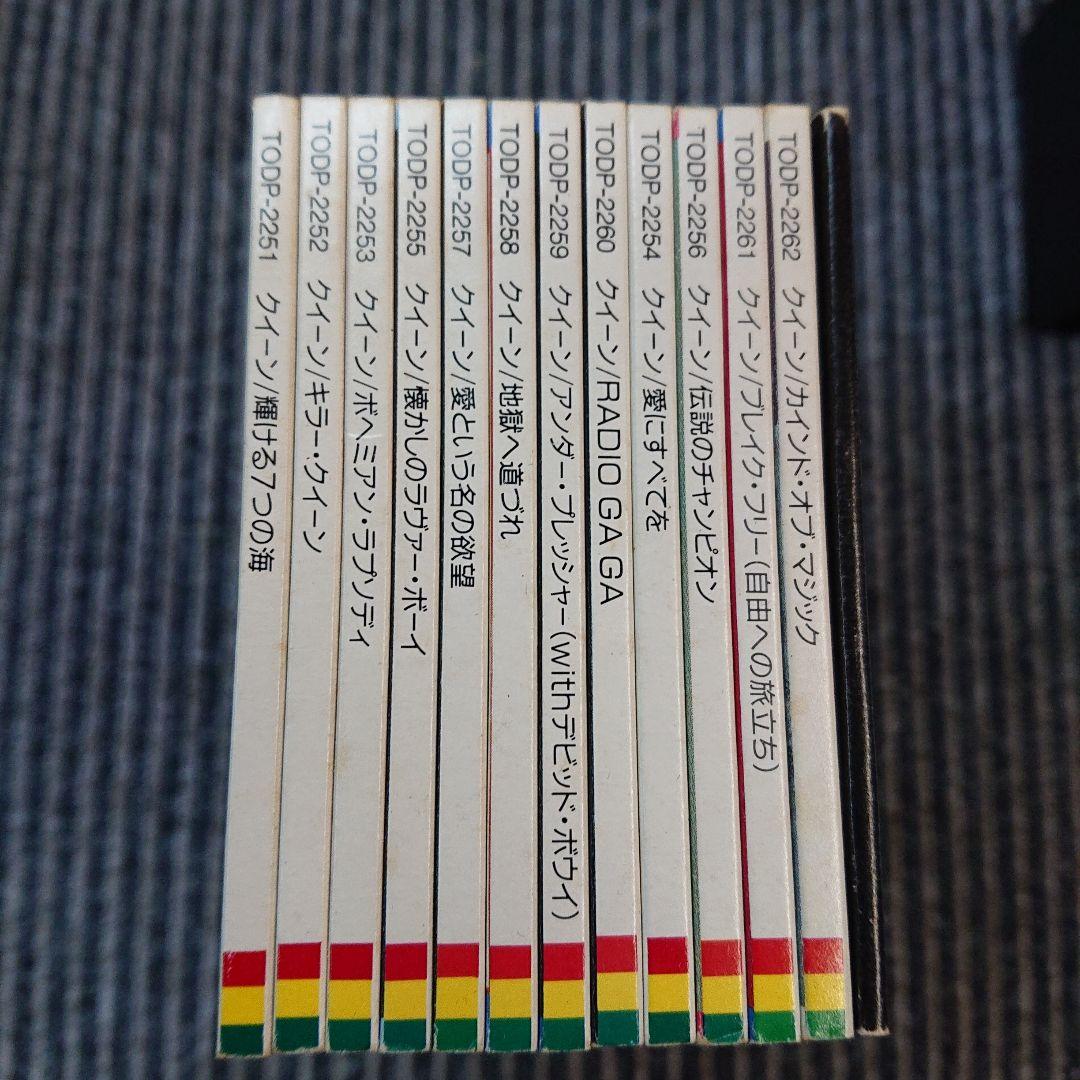 TODP-2251 クイーン/輝ける7つの海
TODP-2252 クイーン/キラー・クイーン
TODP-2253 クイーン/ボヘミアン・ラプソディ
TODP-2255 クイーン/懐かしのラヴァー・ボーイ
TODP-2257 クイーン/愛という名の欲望
TODP-2258 クイーン/地獄へ道づれ
TODP-2259 クイーン/アンダー・プレッシャー(withデビッド・ボウイ)
TODP-2260 クイーン/RADIO GA GA
TODP-2254 クイーン/愛にすべてを
TODP-2256 クイーン/伝説のチャンピオン
TODP-2261 クイーン/ブレイク・フリー(自由への旅立ち)
TODP-2262 クイーン/カインド・オブ・マジック